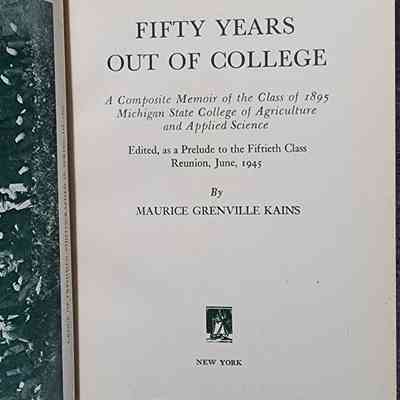 FIFTY YEARS
OUT OF COLLEGE
A Composite Memoir of the Class of 1895
Michigan State College of Agriculture
and Applied Science
Edited, as a Prelude to the Fiftieth Class
Reunion, June, 1945
By
MAURICE GRENVILLE KAINS
NEW YORK